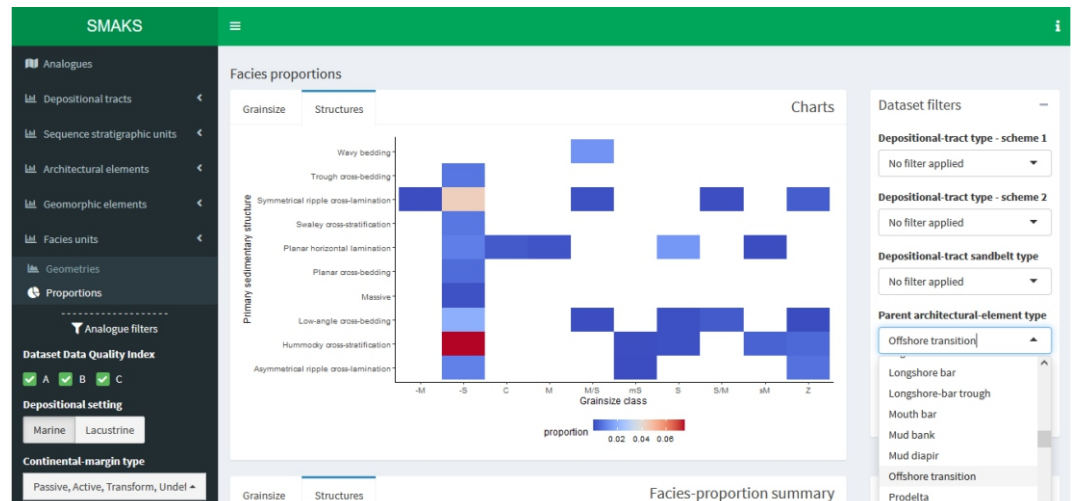 SMAKS
i
Analogues
Depositional tracts
Sequence stratigraphic units
Architectural elements
Geomorphic elements
Facies units
Geometries
Proportions
Analogue filters
Dataset Data Quality Index
A B C
Depositional setting
Marine Lacustrine
Continental-margin type
Passive, Active, Transform, Undel
Facies proportions
Grainsize Structures Charts
Primary sedimentary structure
Wavy bedding
Trough cross-bedding
Symmetrical ripple cross-lamination
Swaley cross-stratification
Planar horizontal lamination
Planar cross-bedding
Massive
Low-angle cross-bedding
Hummocky cross-stratification
Asymmetrical ripple cross-lamination
-M -S C M M/S mS S S/M sM Z
Grainsize class
proportion
0.02 0.04 0.06
Grainsize Structures Facies-proportion summary
Dataset filters
Depositional-tract type - scheme 1
No filter applied
Depositional-tract type - scheme 2
No filter applied
Depositional-tract sandbelt type
No filter applied
Parent architectural-element type
Offshore transition
Longshore bar
Longshore-bar trough
Mouth bar
Mud bank
Mud diapir
Offshore transition
Prodelta